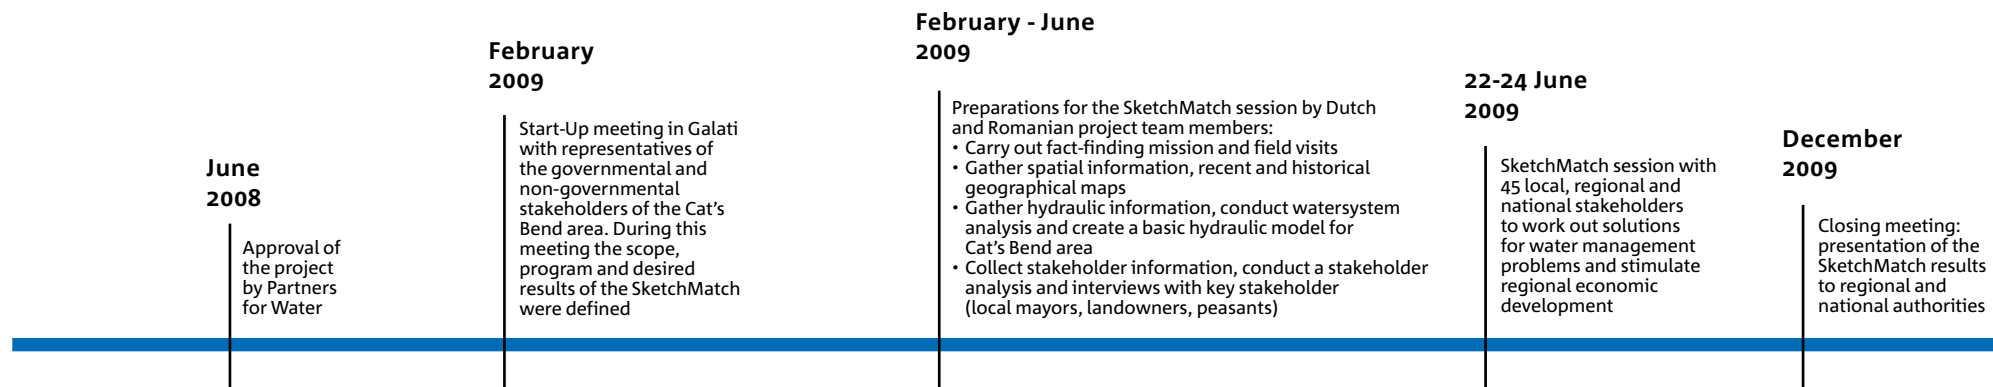 June
2008
Approval of
the project
by Partners
for Water
February
2009
Start-Up meeting in Galati
with representatives of
the governmental and
non-governmental
stakeholders of the Cat’s
Bend area. During this
meeting the scope,
program and desired
results of the SketchMatch
were defined
February - June
2009
Preparations for the SketchMatch session by Dutch
and Romanian project team members:
• Carry out fact-finding mission and field visits
• Gather spatial information, recent and historical
geographical maps
• Gather hydraulic information, conduct watersystem
analysis and create a basic hydraulic model for
Cat’s Bend area
• Collect stakeholder information, conduct a stakeholder
analysis and interviews with key stakeholder
(local mayors, landowners, peasants)
22-24 June
2009
SketchMatch session with
45 local, regional and
national stakeholders
to work out solutions
for water management
problems and stimulate
regional economic
development
December
2009
Closing meeting:
presentation of the
SketchMatch results
to regional and
national authorities